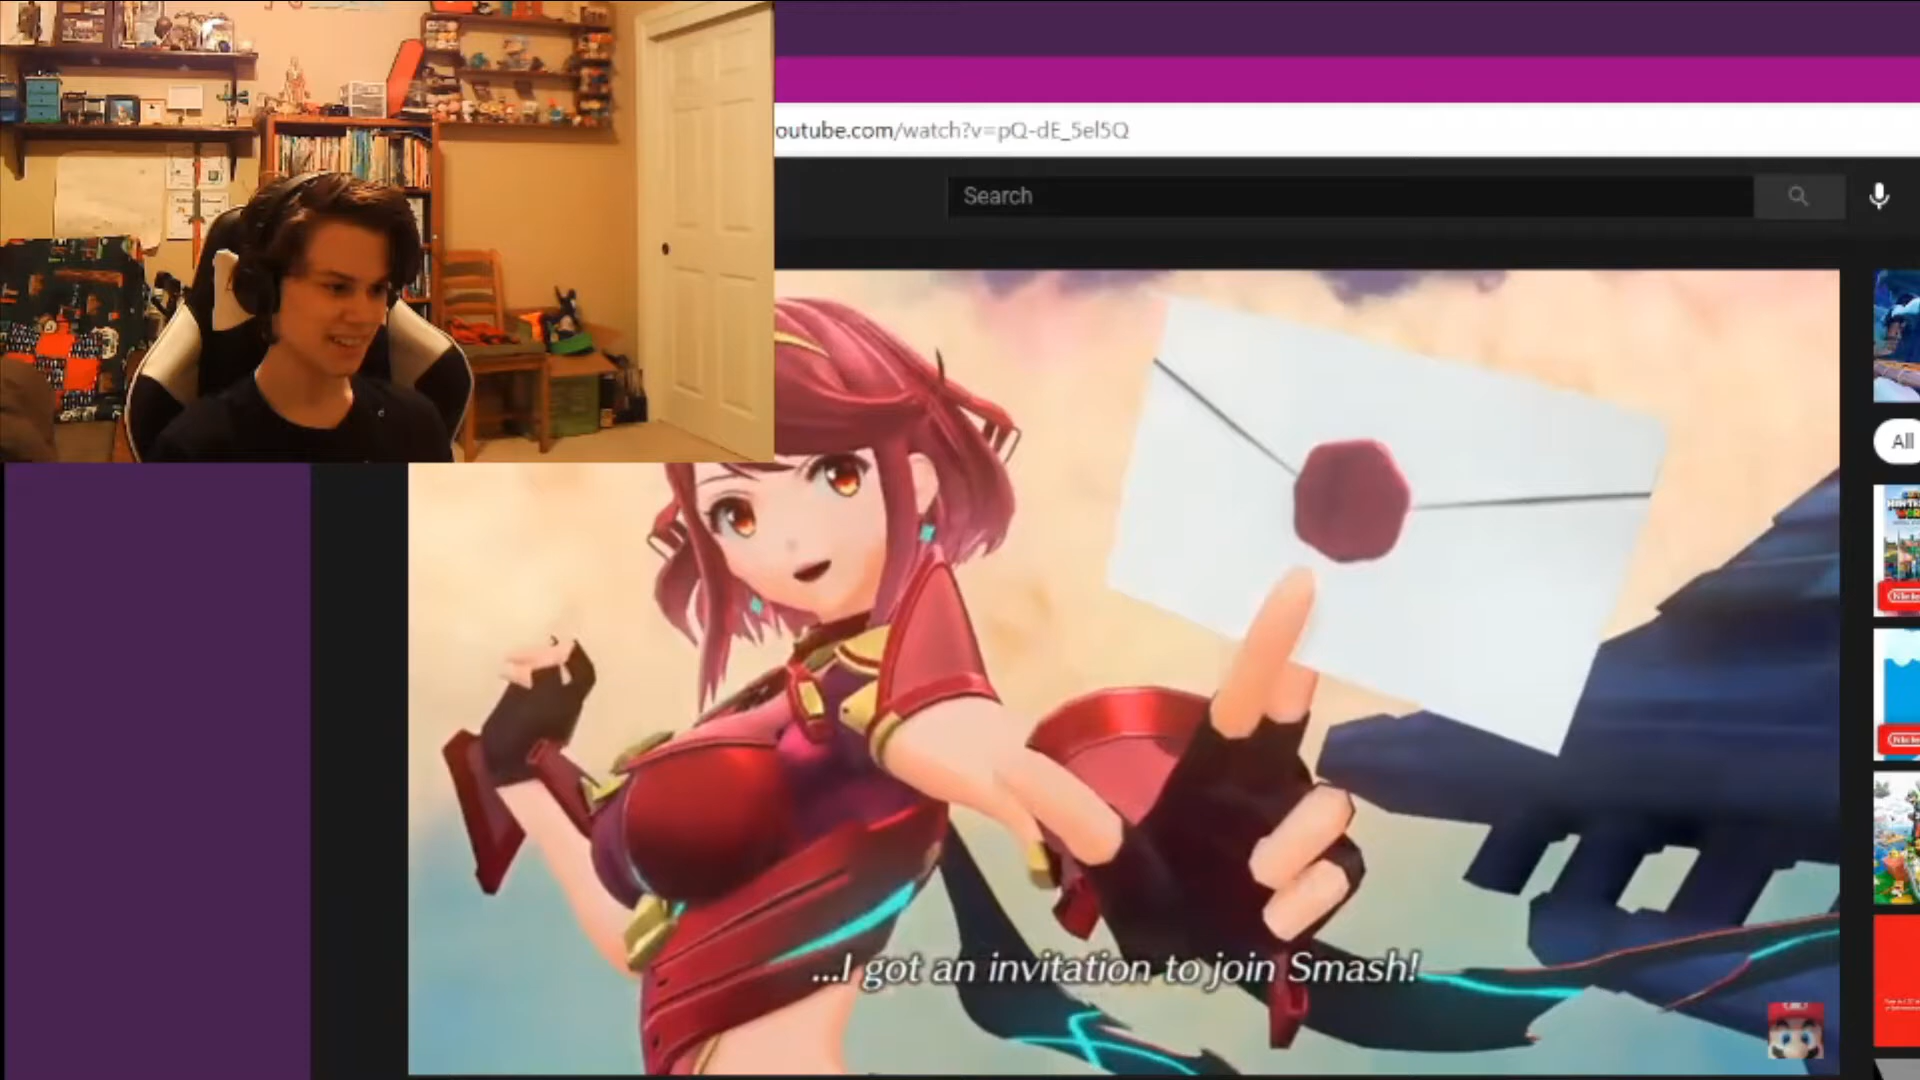 outube.com/watch?v=pQ-dE_5el5Q
Search
All
...I got an invitation to join Smash!